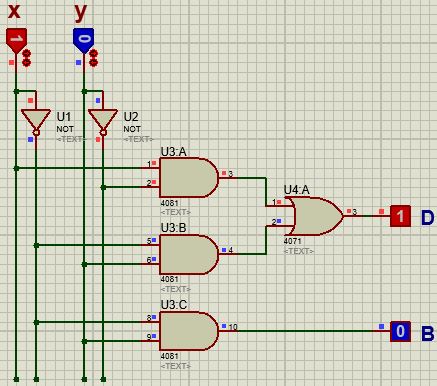 x y
1 0
U1 U2
NOT NOT
<TEXT> <TEXT>
U3:A
1 3
2
4081
<TEXT>
U4:A
1 3 1 D
2
4071
<TEXT>
U3:B
5 4
6
4081
<TEXT>
U3:C
8 10 0 B
9
4081
<TEXT>